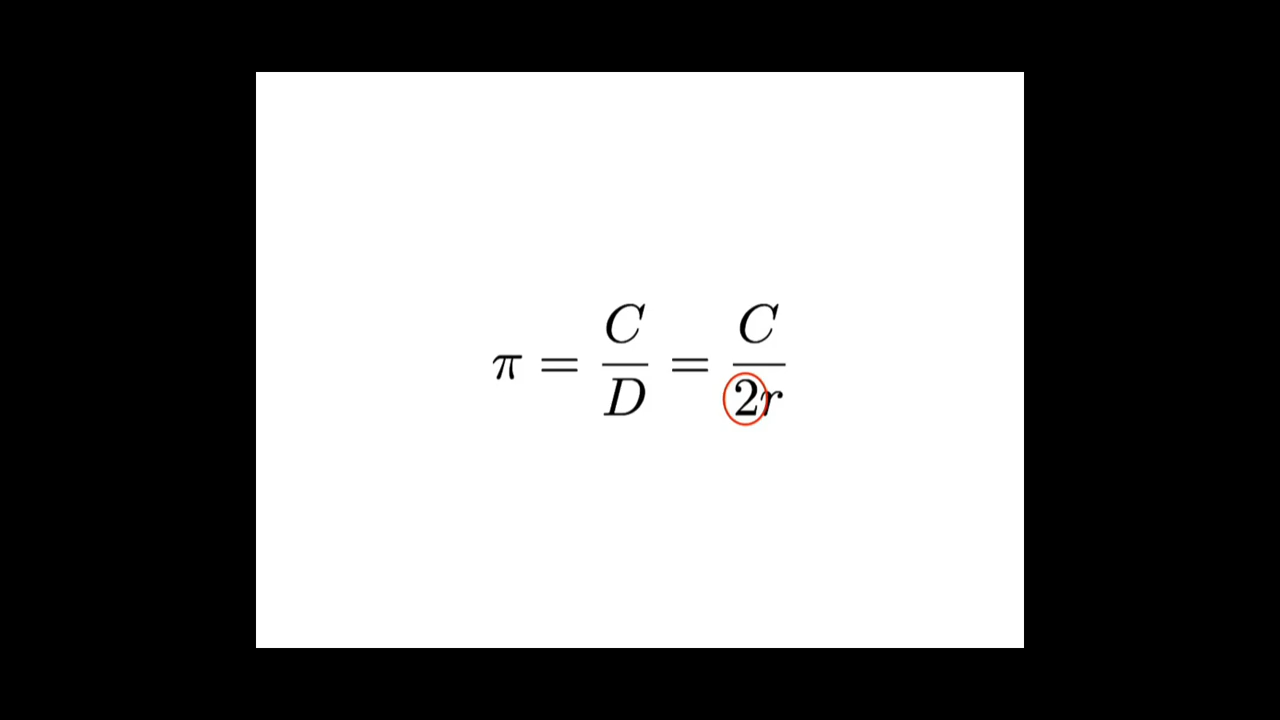 π = C/D = C/2r